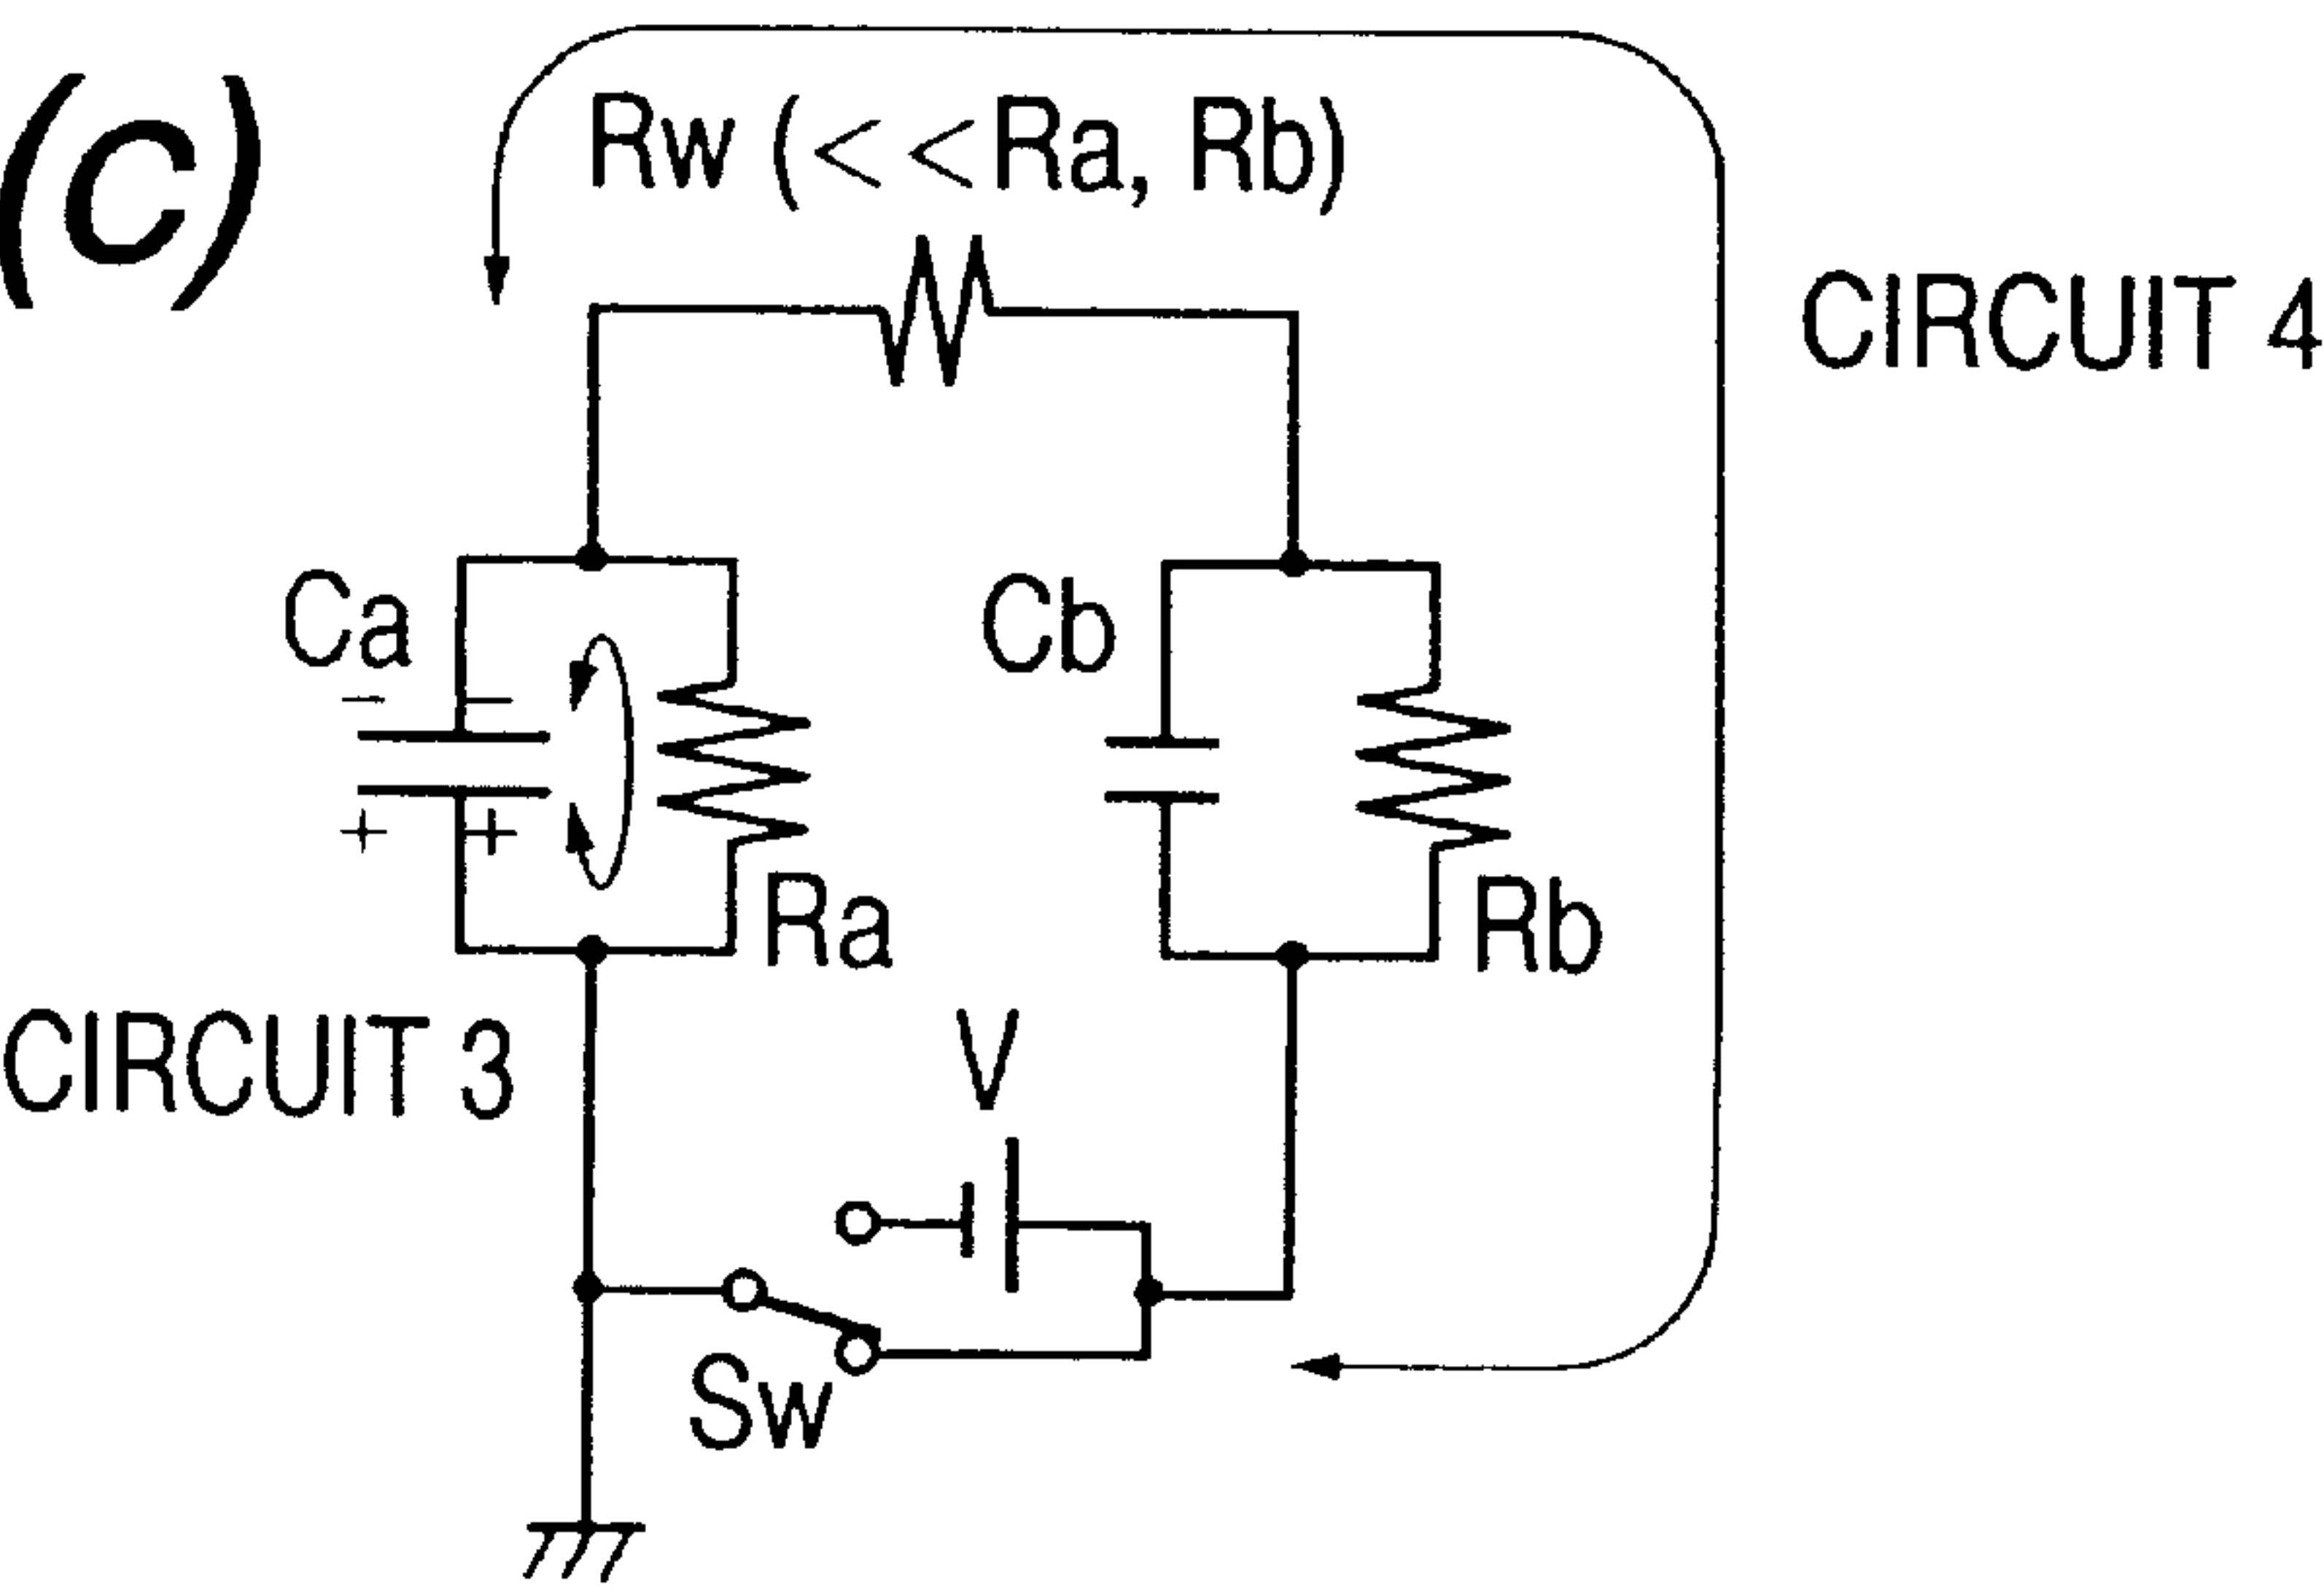 (c)
Rw (<<Ra, Rb)
CIRCUIT 4
Ca
Cb
− −
+ +
Ra
Rb
CIRCUIT 3
V
Sw